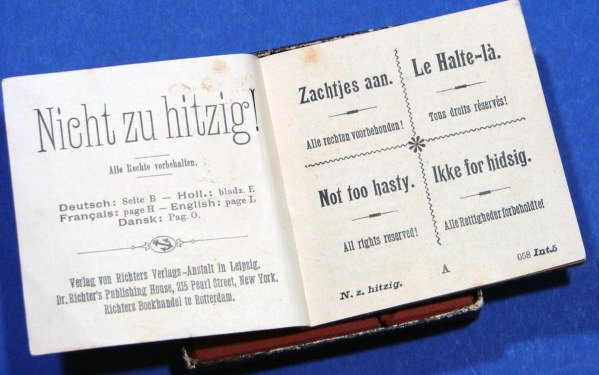 Nicht zu hitzig!
Alle Rechte vorbehalten.
Deutsch: Seite B — Holl.: bladz. E
Français: page H — English: page L
Dansk: Pag. O.
Verlag von Richters Verlags-Anstalt in Leipzig.
Dr. Richter's Publishing House, 215 Pearl Street, New York.
Richters Boekhandel te Rotterdam.
Zachtjes aan.
Alle rechten voorbehouden!
Le Halte-là.
Tous droits réservés!
Not too hasty.
All rights reserved!
Ikke for hidsig.
Alle Rettigheder forbeholdte!
N. z. hitzig.
A
058 Int.5